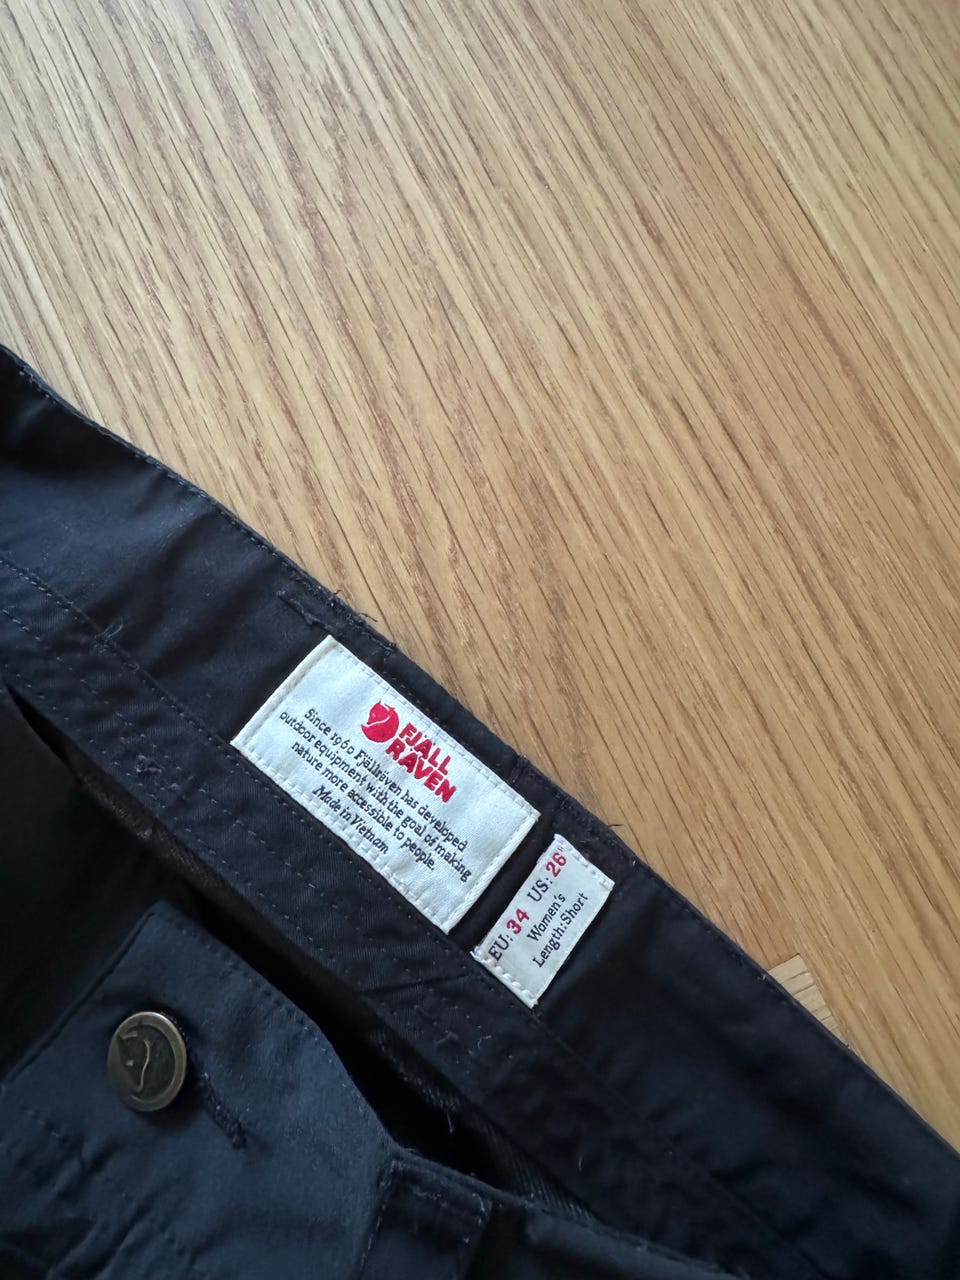 FJÄLL
RÄVEN
Since 1960 Fjällräven has developed
outdoor equipment with the goal of making
nature more accessible to people.
Made in Vietnam
EU: 34 US: 26"
Women's
Length: Short